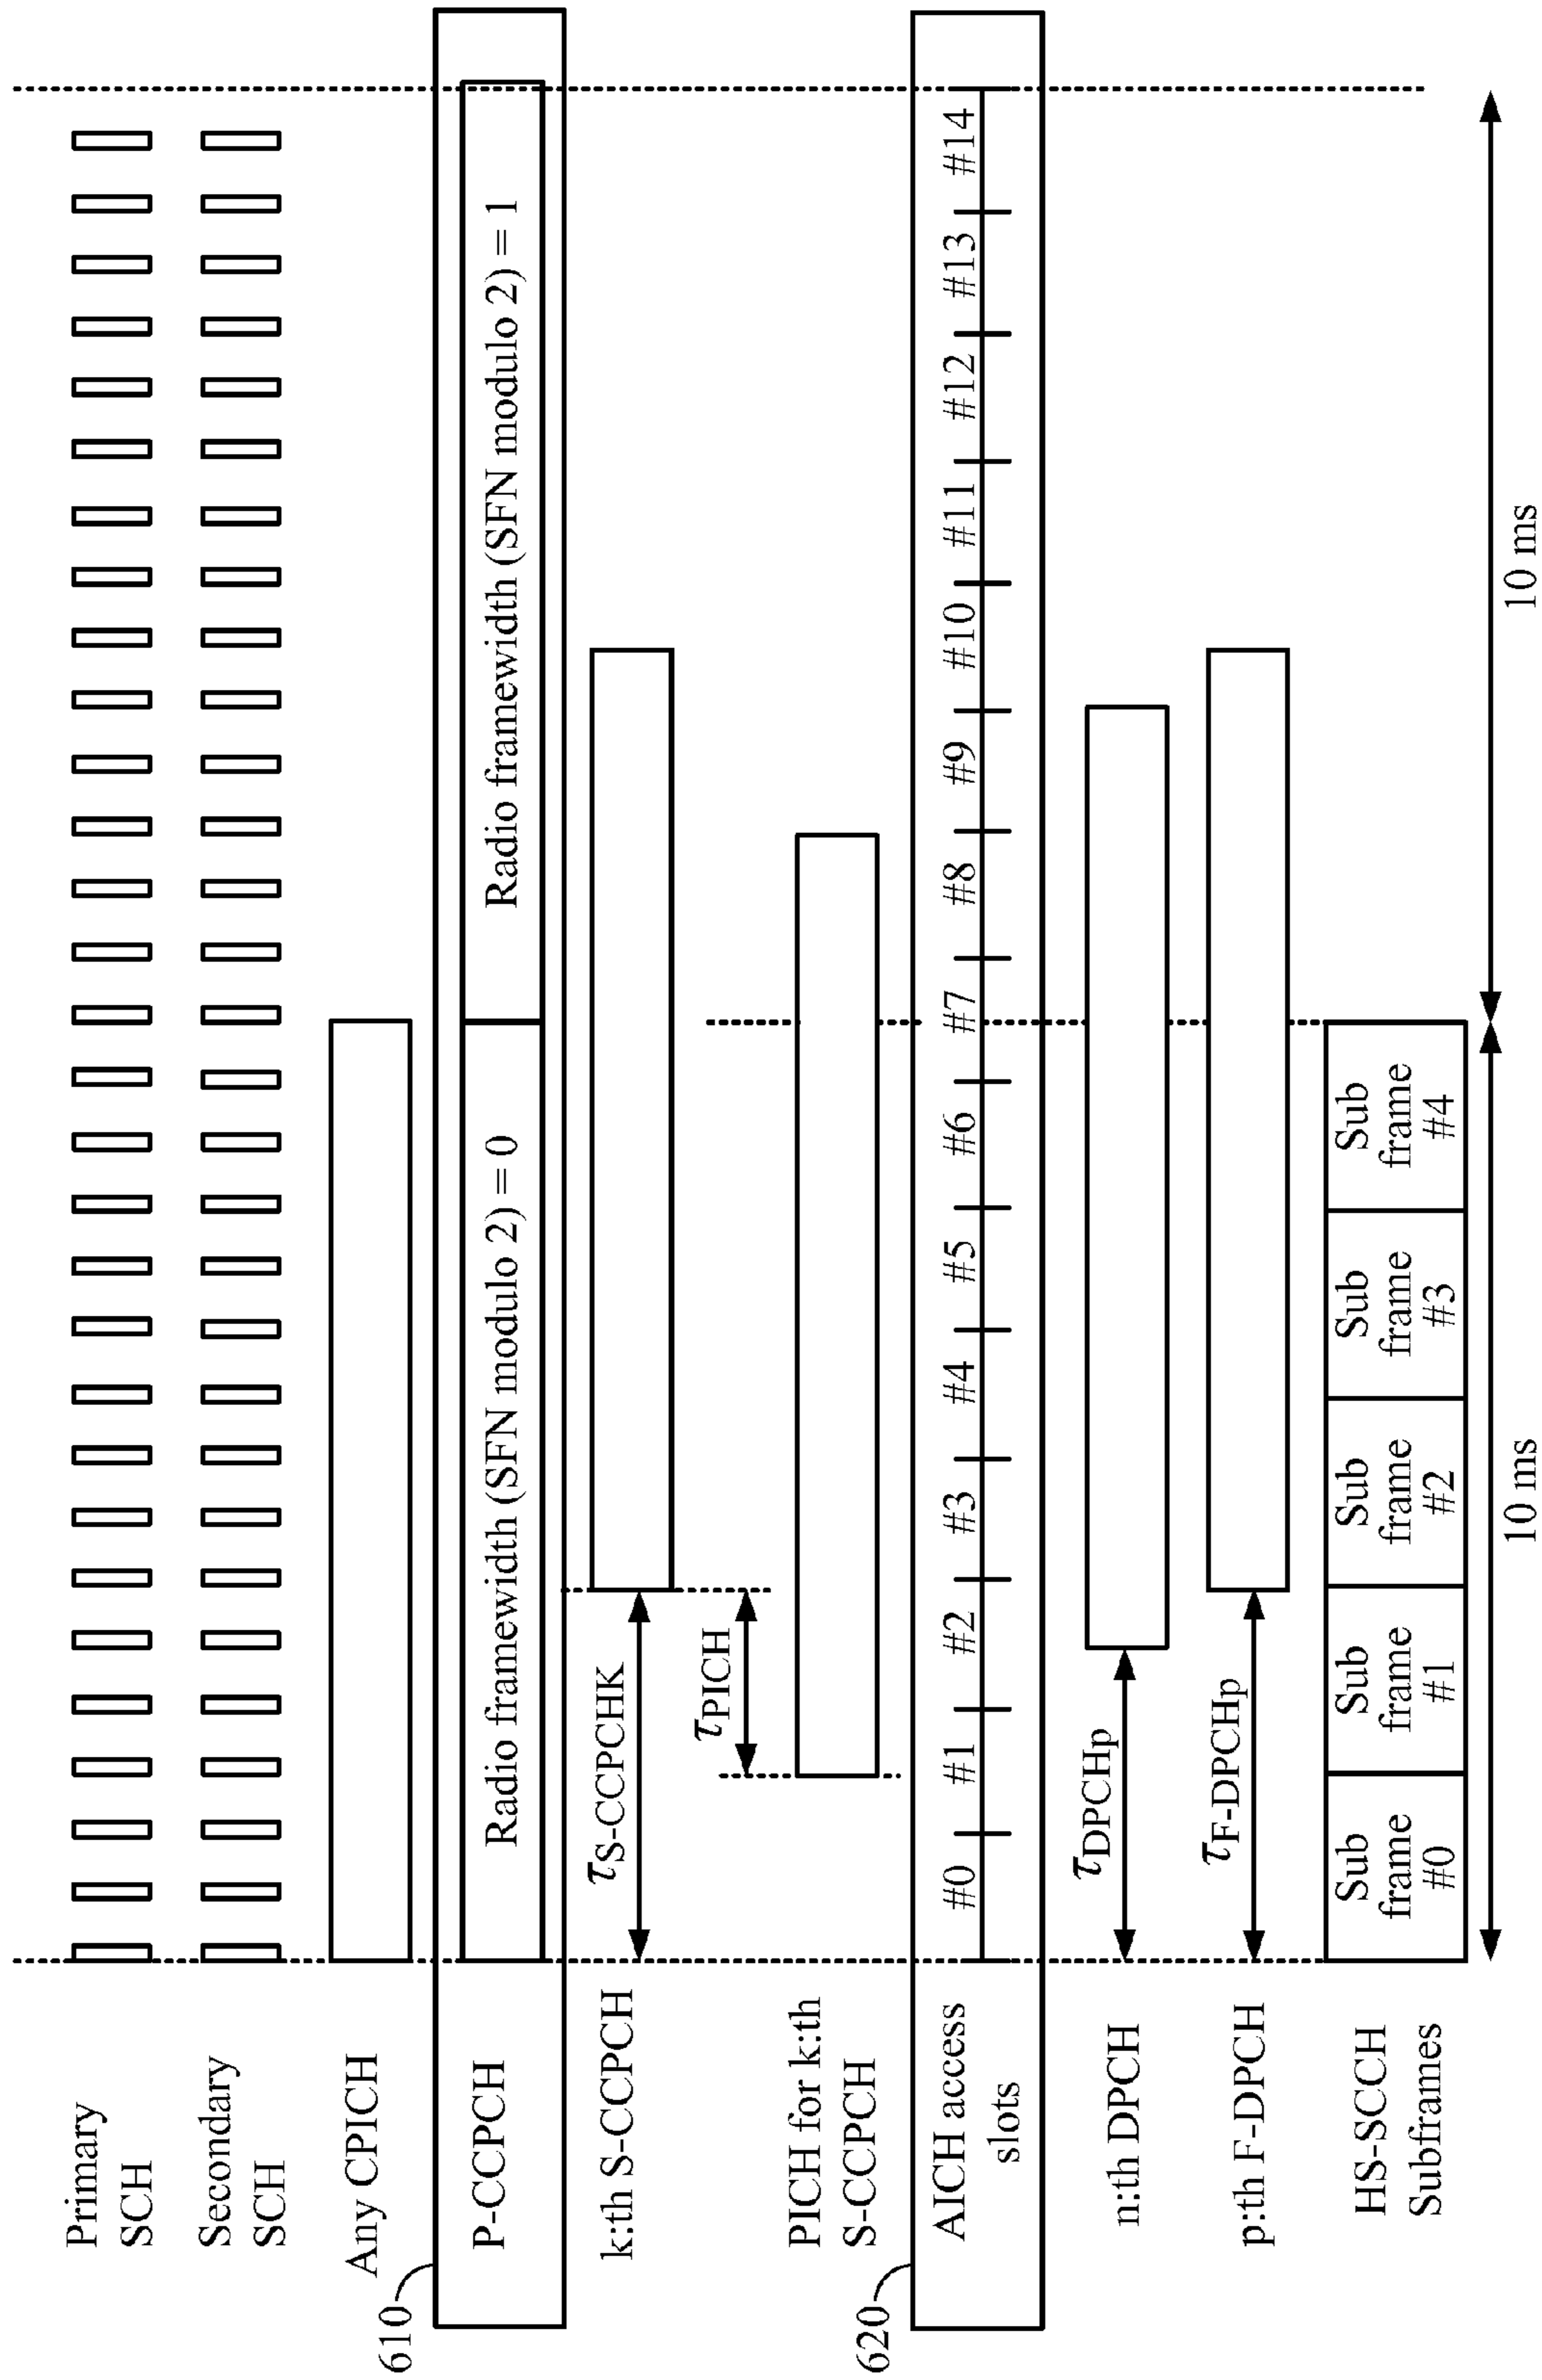 Primary
SCH
Secondary
SCH
Any CPICH
610
P-CCPCH
Radio framewidth (SFN modulo 2) = 0
Radio framewidth (SFN modulo 2) = 1
k:th S-CCPCH
τS-CCPCHK
τPICH
PICH for k:th
S-CCPCH
620
AICH access
slots
#0 #1 #2 #3 #4 #5 #6 #7 #8 #9 #10 #11 #12 #13 #14
n:th DPCH
τDPCHp
p:th F-DPCH
τF-DPCHp
HS-SCCH
Subframes
Sub
frame
#0
Sub
frame
#1
Sub
frame
#2
Sub
frame
#3
Sub
frame
#4
10 ms
10 ms